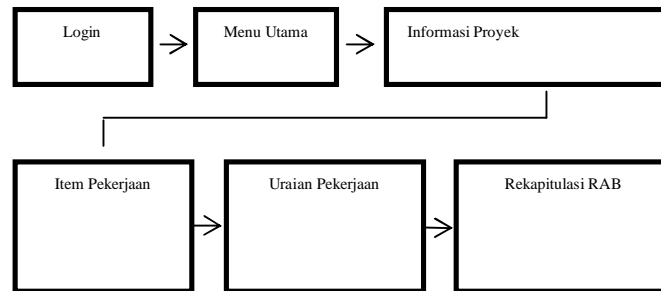 Login
Menu Utama
Informasi Proyek
Item Pekerjaan
Uraian Pekerjaan
Rekapitulasi RAB